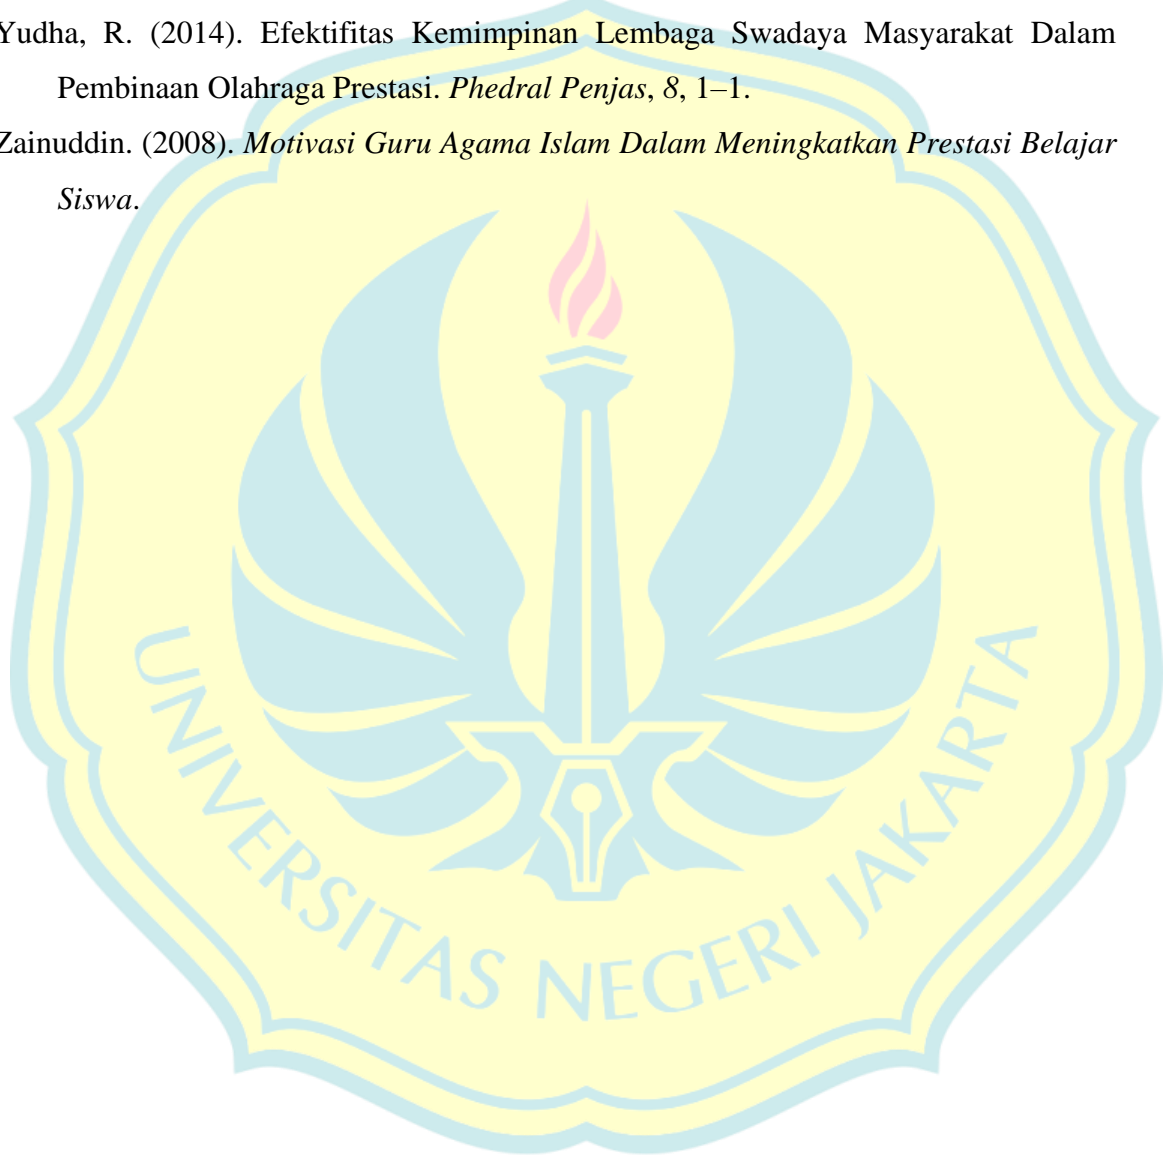 Yudha, R. (2014). Efektifitas Kemimpinan Lembaga Swadaya Masyarakat Dalam
Pembinaan Olahraga Prestasi. Phedral Penjas, 8, 1–1.
Zainuddin. (2008). Motivasi Guru Agama Islam Dalam Meningkatkan Prestasi Belajar
Siswa.
UNIVERSITAS NEGERI JAKARTA